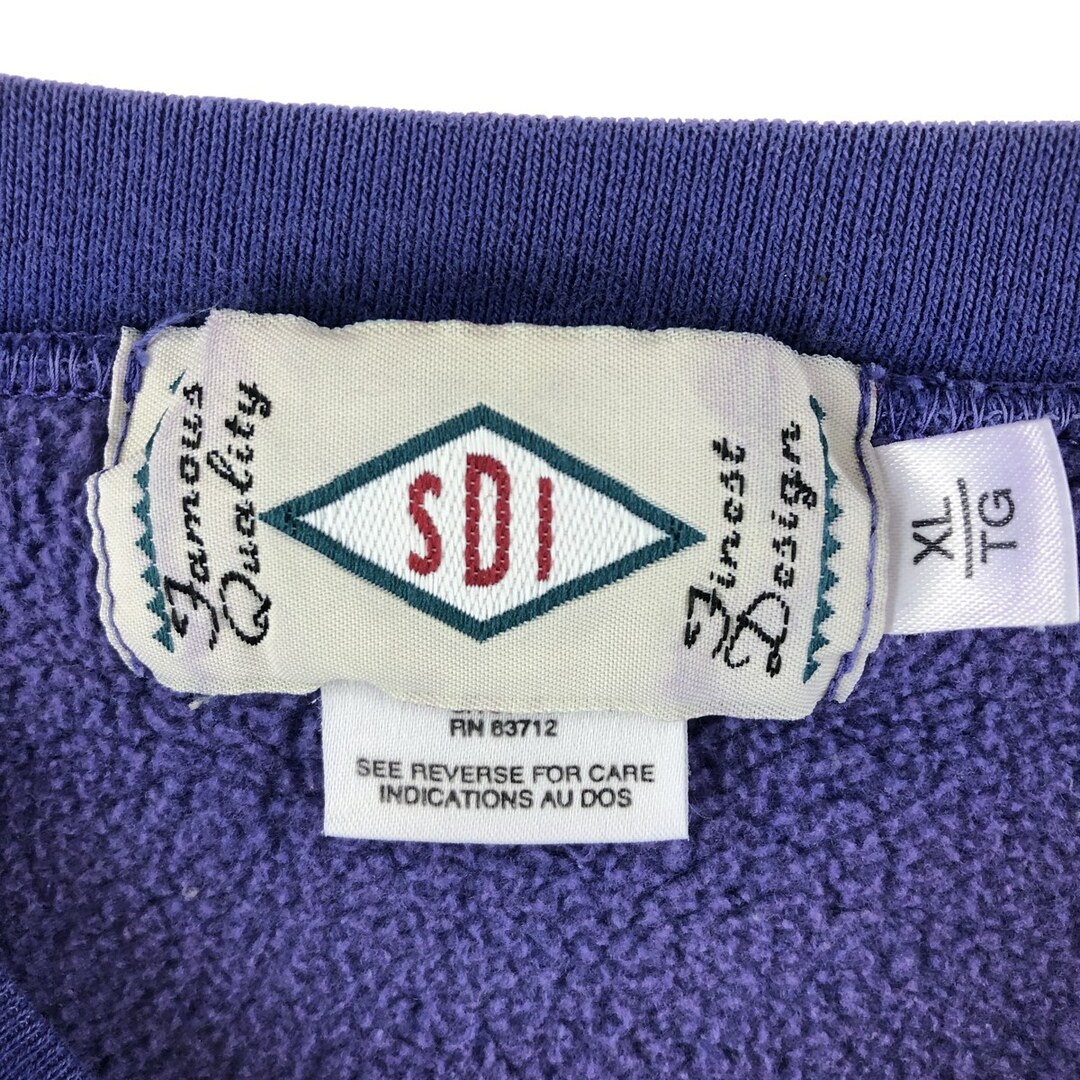 Famous
Quality
SDI
Finest
Design
XL
TG
RN 83712
SEE REVERSE FOR CARE
INDICATIONS AU DOS